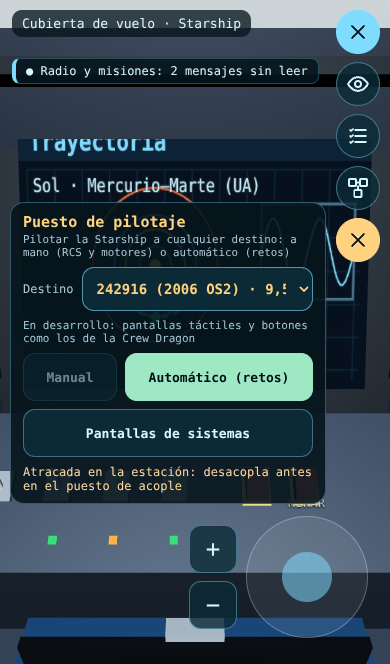 Cubierta de vuelo · Starship
● Radio y misiones: 2 mensajes sin leer
Trayectoria
Sol · Mercurio–Marte (UA)
Puesto de pilotaje
Pilotar la Starship a cualquier destino: a
mano (RCS y motores) o automático (retos)
Destino
242916 (2006 OS2) · 9,5
En desarrollo: pantallas táctiles y botones
como los de la Crew Dragon
Manual
Automático (retos)
Pantallas de sistemas
Atracada en la estación: desacopla antes
en el puesto de acople
+
−